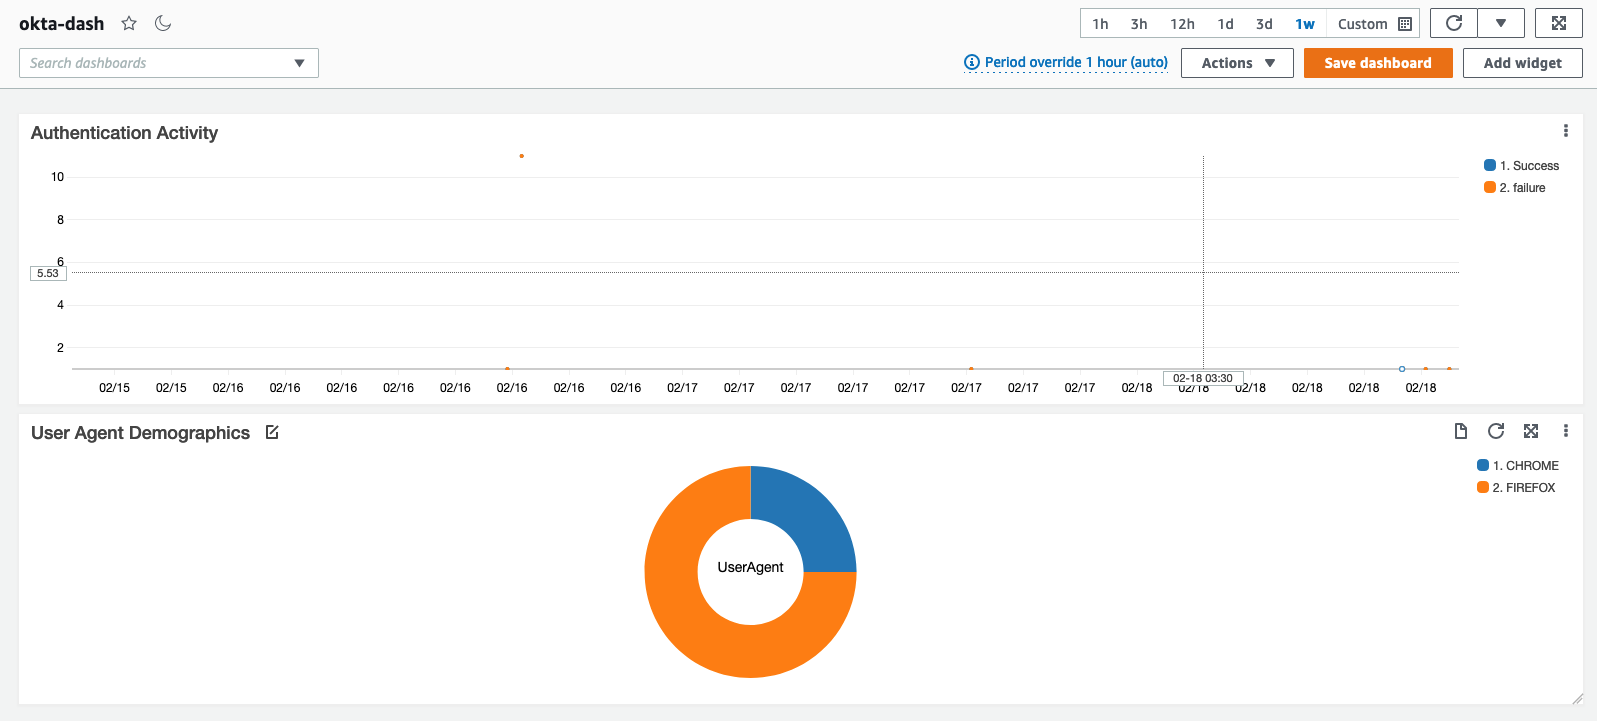 okta-dash
1h 3h 12h 1d 3d 1w Custom
Search dashboards
Period override 1 hour (auto)
Actions
Save dashboard
Add widget
Authentication Activity
10
8
6
5.53
4
2
02/15 02/15 02/16 02/16 02/16 02/16 02/16 02/16 02/16 02/16 02/17 02/17 02/17 02/17 02/17 02/17 02/17 02/17 02/18 02/18 02/18 02/18 02/18 02/18
02-18 03:30
1. Success
2. failure
User Agent Demographics
UserAgent
1. CHROME
2. FIREFOX